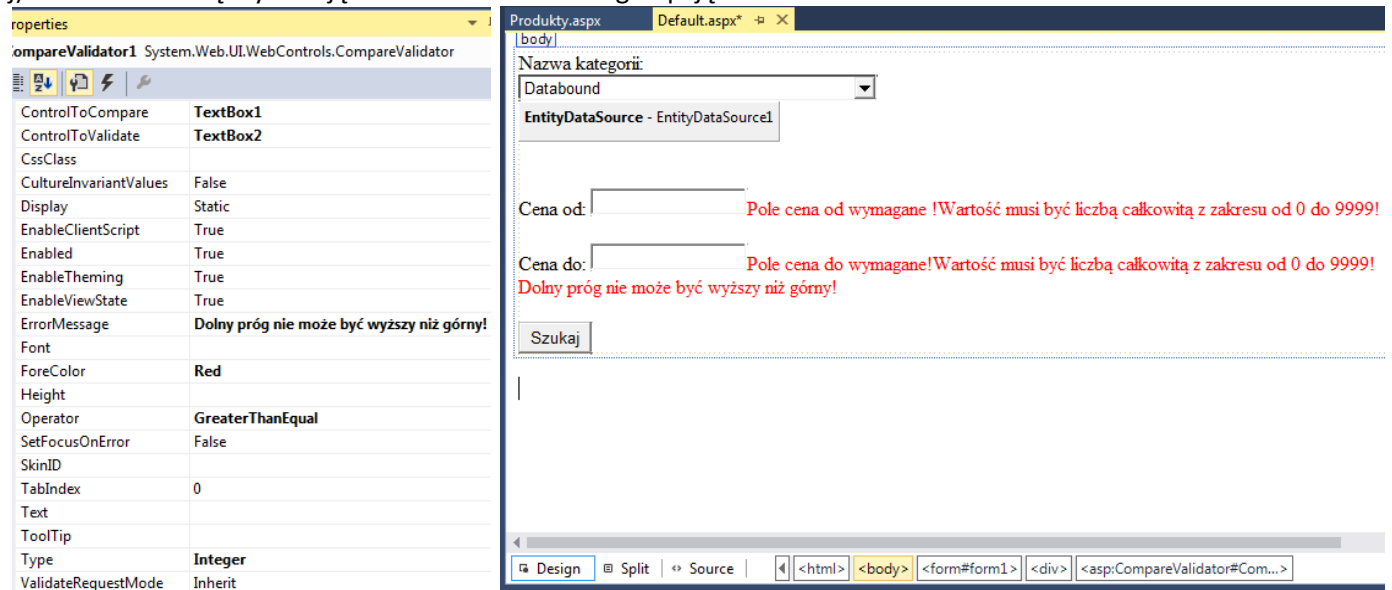 roperties
ompareValidator1 System.Web.UI.WebControls.CompareValidator
ControlToCompare TextBox1
ControlToValidate TextBox2
CssClass
CultureInvariantValues False
Display Static
EnableClientScript True
Enabled True
EnableTheming True
EnableViewState True
ErrorMessage Dolny próg nie może być wyższy niż górny!
Font
ForeColor Red
Height
Operator GreaterThanEqual
SetFocusOnError False
SkinID
TabIndex 0
Text
ToolTip
Type Integer
ValidateRequestMode Inherit
Produkty.aspx Default.aspx*
body
Nazwa kategorii:
Databound
EntityDataSource - EntityDataSource1
Cena od: Pole cena od wymagane !Wartość musi być liczbą całkowitą z zakresu od 0 do 9999!
Cena do: Pole cena do wymagane!Wartość musi być liczbą całkowitą z zakresu od 0 do 9999!
Dolny próg nie może być wyższy niż górny!
Szukaj
Design Split Source <html> <body> <form#form1> <div> <asp:CompareValidator#Com...>